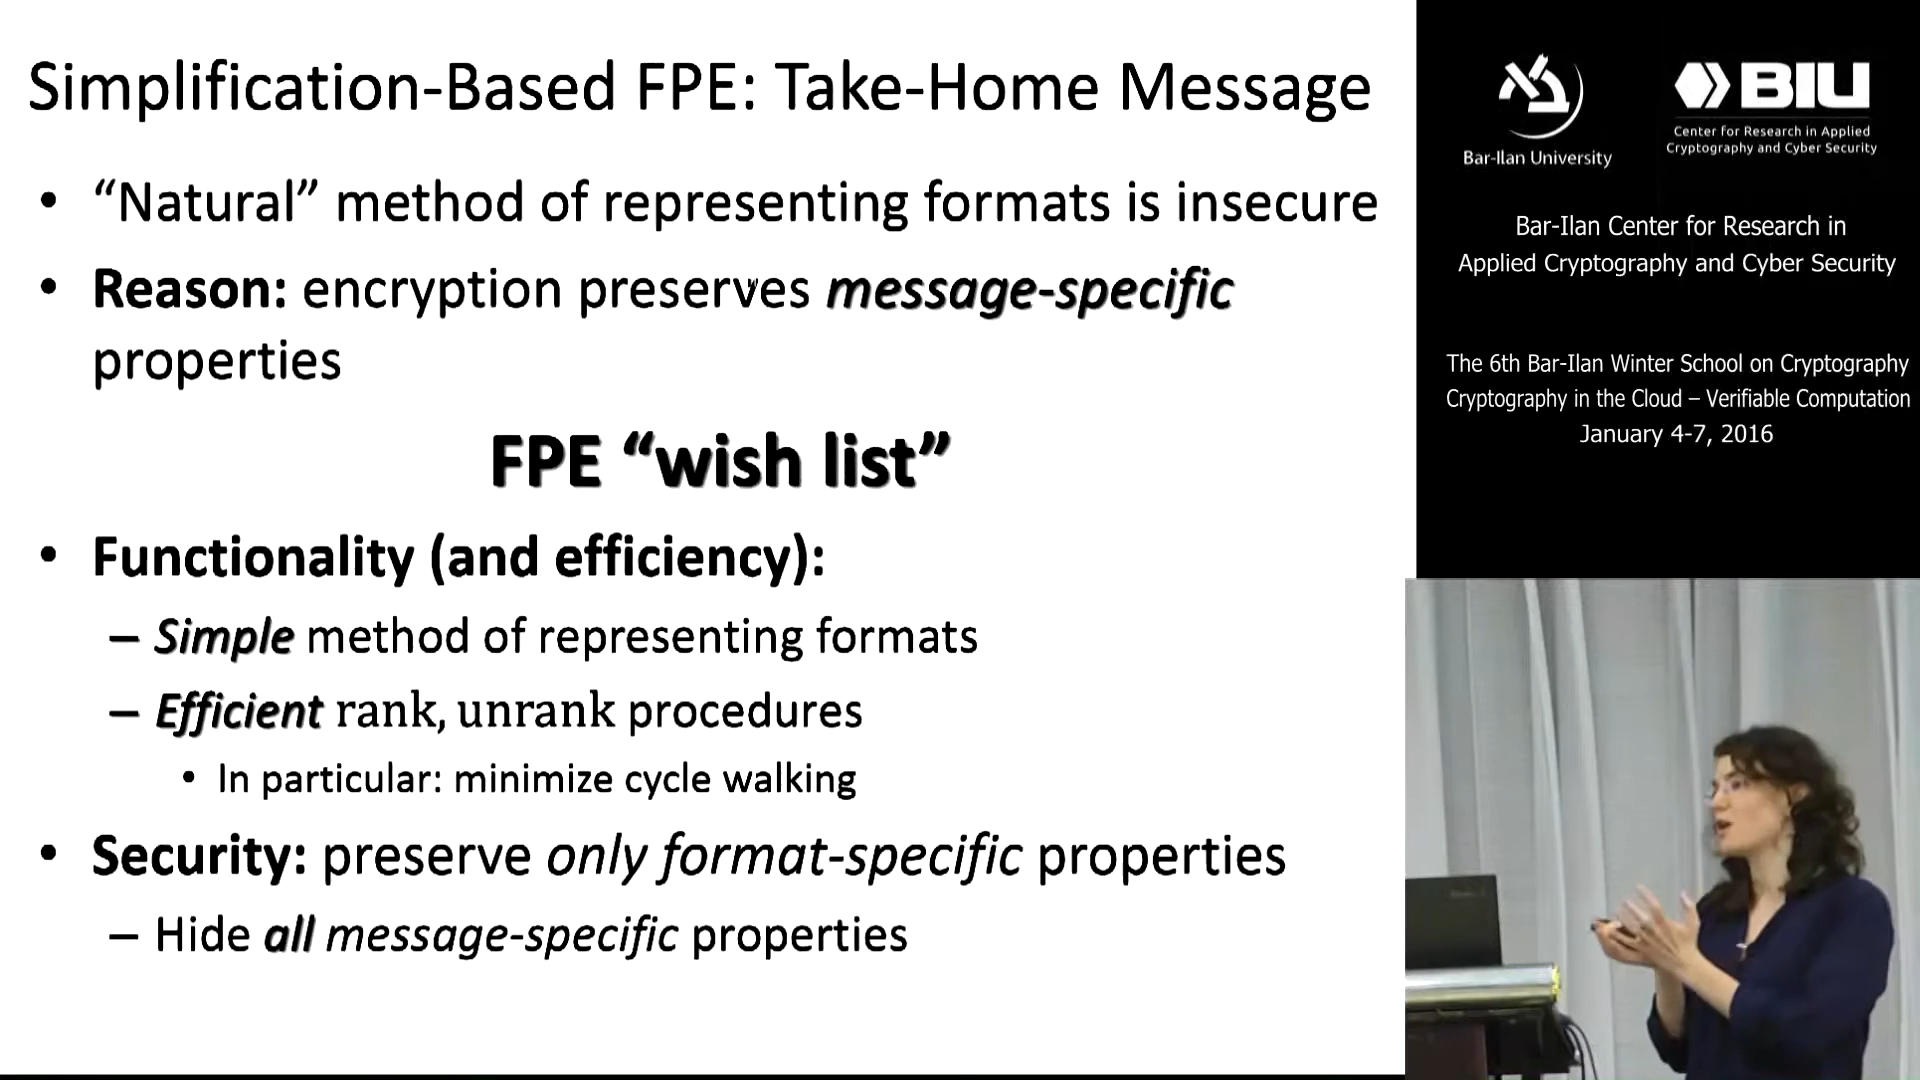 Simplification-Based FPE: Take-Home Message
• “Natural” method of representing formats is insecure
• Reason: encryption preserves message-specific
properties
FPE “wish list”
• Functionality (and efficiency):
– Simple method of representing formats
– Efficient rank, unrank procedures
• In particular: minimize cycle walking
• Security: preserve only format-specific properties
– Hide all message-specific properties
Bar-Ilan University
BIU
Center for Research in Applied
Cryptography and Cyber Security
Bar-Ilan Center for Research in
Applied Cryptography and Cyber Security
The 6th Bar-Ilan Winter School on Cryptography
Cryptography in the Cloud – Verifiable Computation
January 4-7, 2016